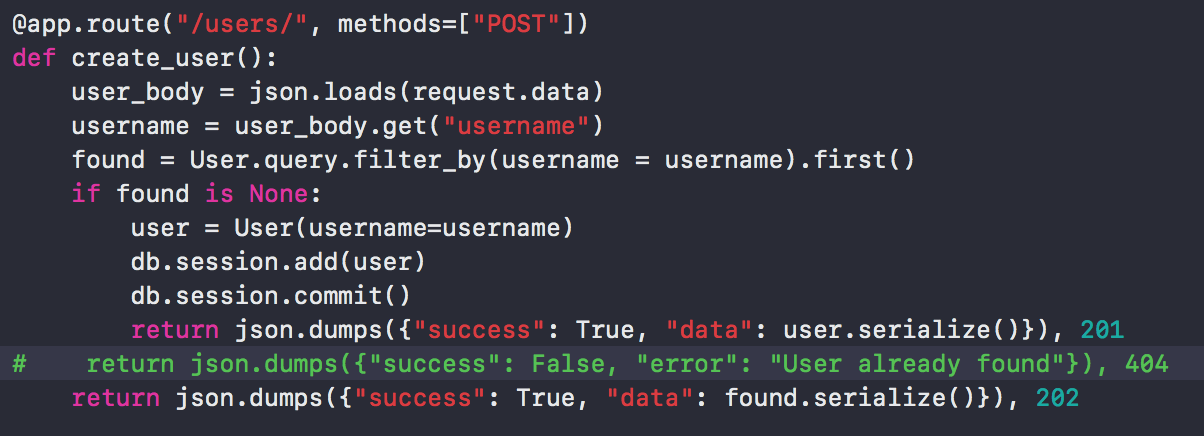 @app.route("/users/", methods=["POST"])
def create_user():
    user_body = json.loads(request.data)
    username = user_body.get("username")
    found = User.query.filter_by(username = username).first()
    if found is None:
        user = User(username=username)
        db.session.add(user)
        db.session.commit()
        return json.dumps({"success": True, "data": user.serialize()}), 201
#    return json.dumps({"success": False, "error": "User already found"}), 404
    return json.dumps({"success": True, "data": found.serialize()}), 202